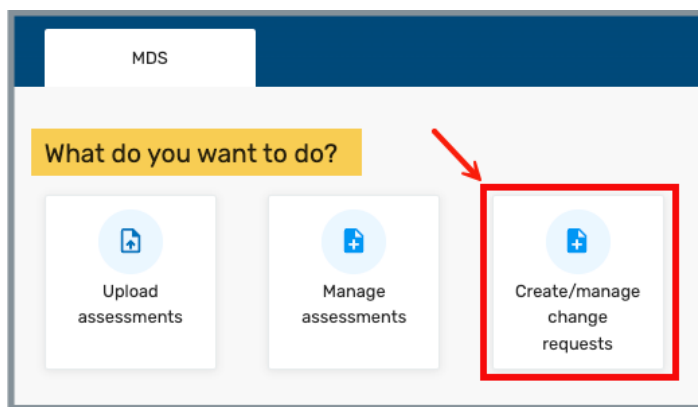 MDS
What do you want to do?
Upload
assessments
Manage
assessments
Create/manage
change
requests